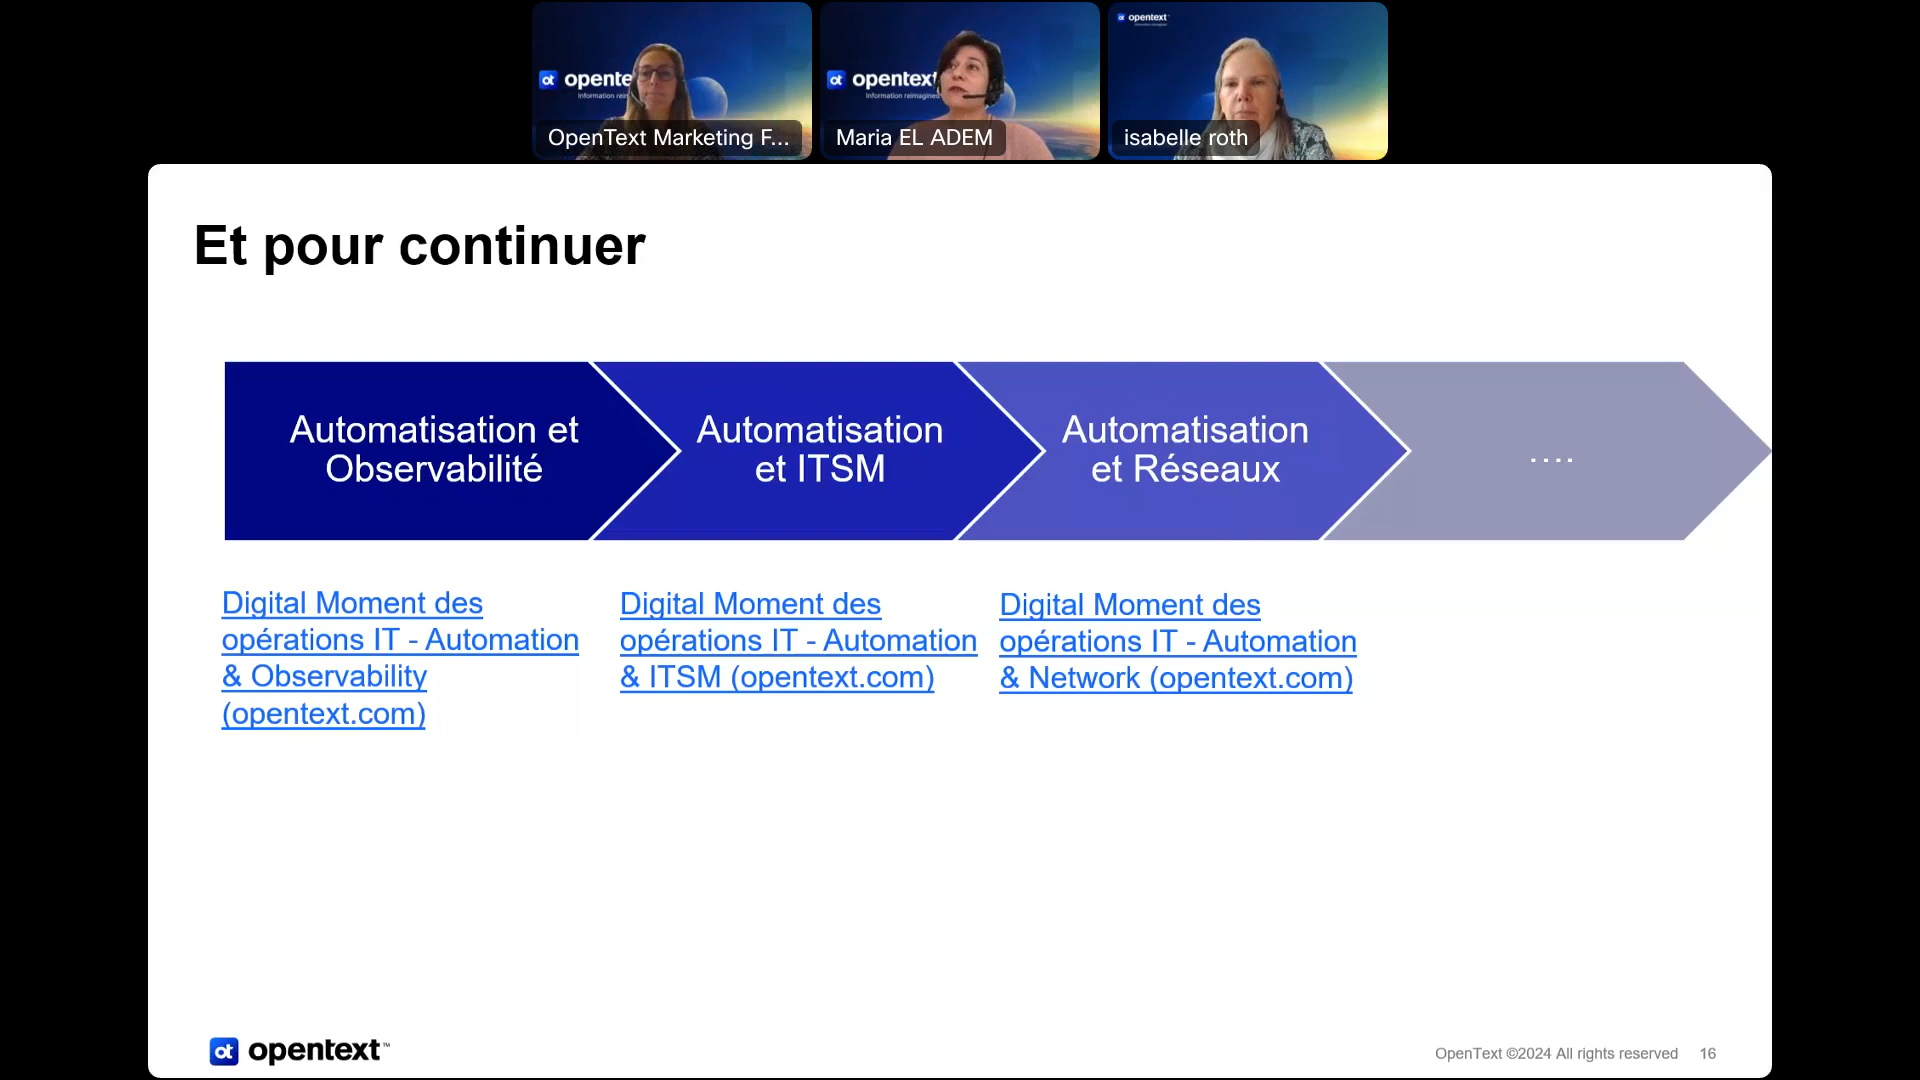 opente
Information rei
OpenText Marketing F...
opentext
Information reimagined
Maria EL ADEM
opentext
isabelle roth
Et pour continuer
Automatisation et
Observabilité
Automatisation
et ITSM
Automatisation
et Réseaux
....
Digital Moment des
opérations IT - Automation
& Observability
(opentext.com)
Digital Moment des
opérations IT - Automation
& ITSM (opentext.com)
Digital Moment des
opérations IT - Automation
& Network (opentext.com)
opentext™
OpenText ©2024 All rights reserved 16